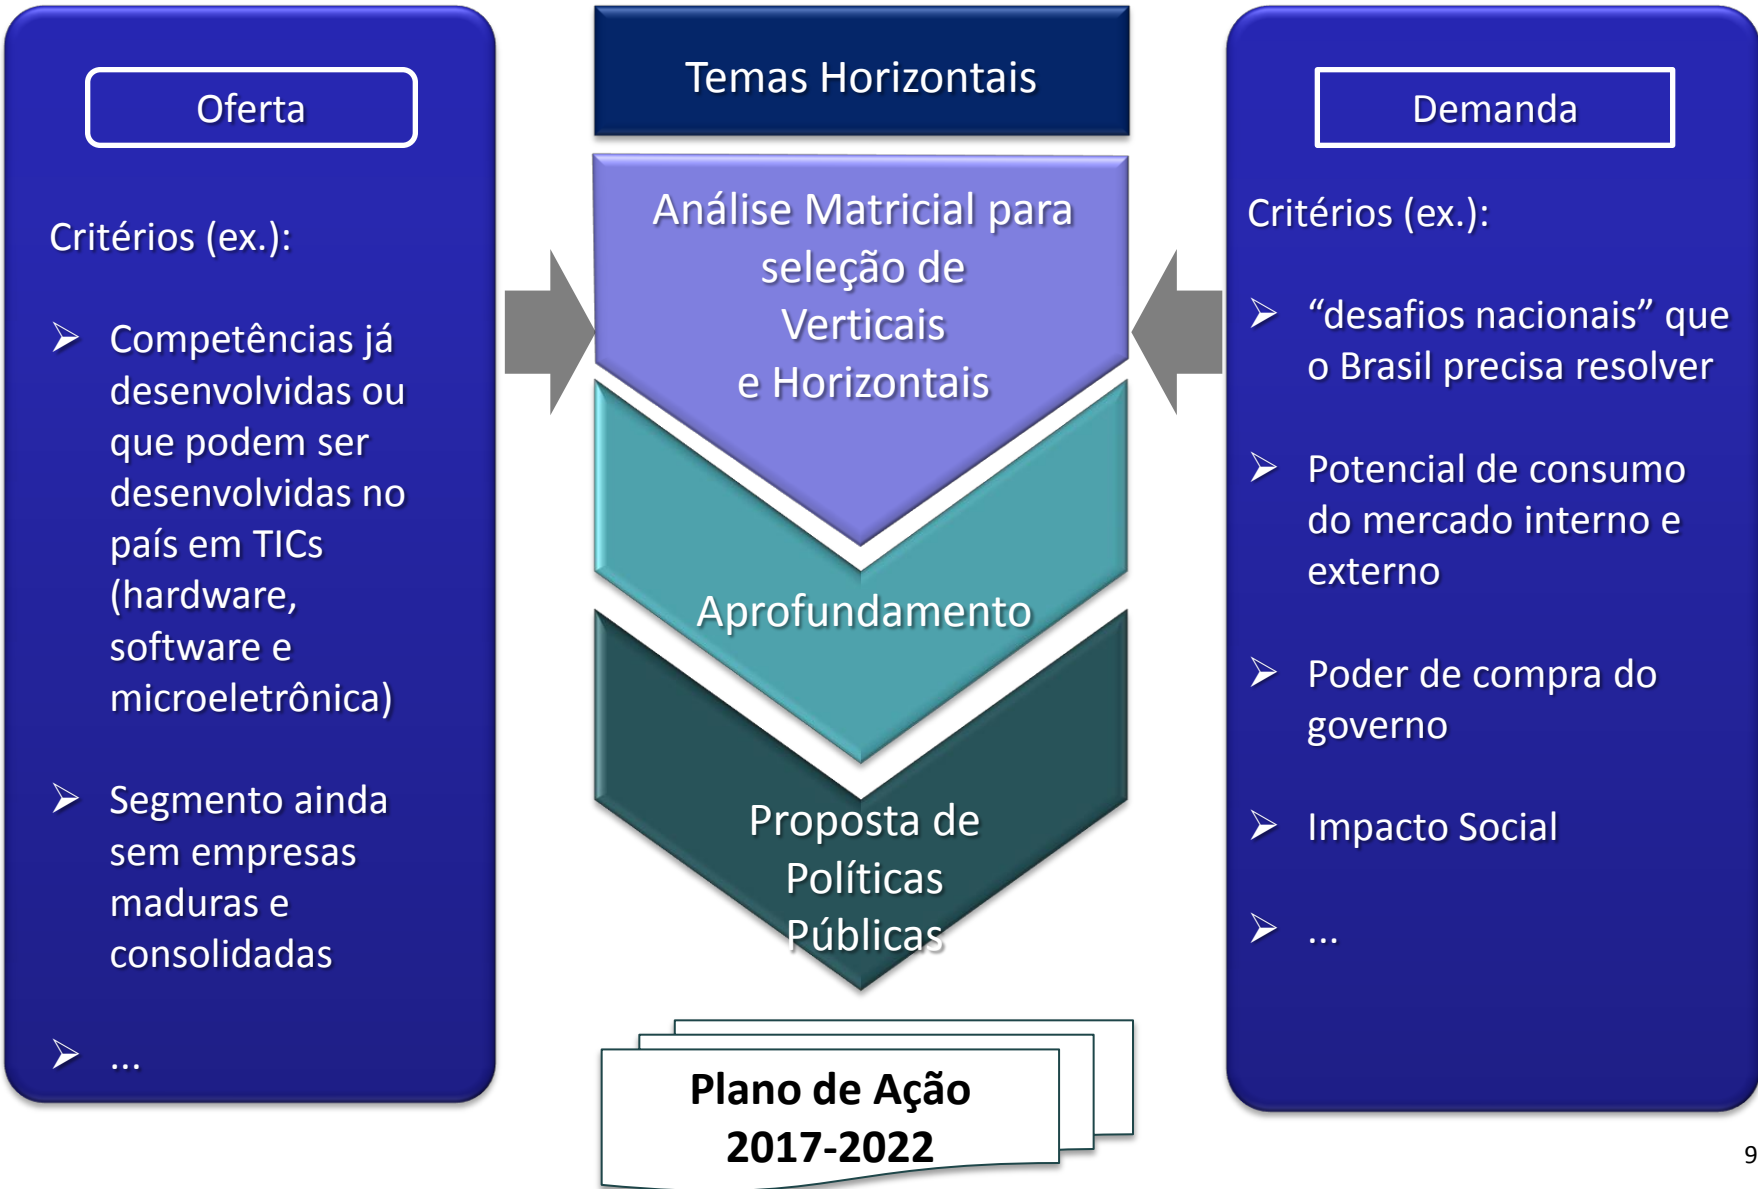 Oferta
Critérios (ex.):
➢ Competências já
desenvolvidas ou
que podem ser
desenvolvidas no
país em TICs
(hardware,
software e
microeletrônica)
➢ Segmento ainda
sem empresas
maduras e
consolidadas
➢ ...
Temas Horizontais
Análise Matricial para
seleção de
Verticais
e Horizontais
Aprofundamento
Proposta de
Políticas
Públicas
Plano de Ação
2017-2022
Demanda
Critérios (ex.):
➢ “desafios nacionais” que
o Brasil precisa resolver
➢ Potencial de consumo
do mercado interno e
externo
➢ Poder de compra do
governo
➢ Impacto Social
➢ ...
9